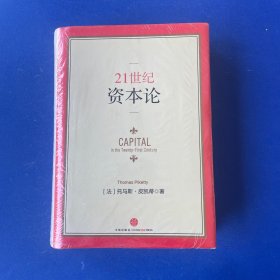 21世纪
资本论
CAPITAL
in the Twenty-First Century
Thomas Piketty
[法] 托马斯·皮凯蒂◎著